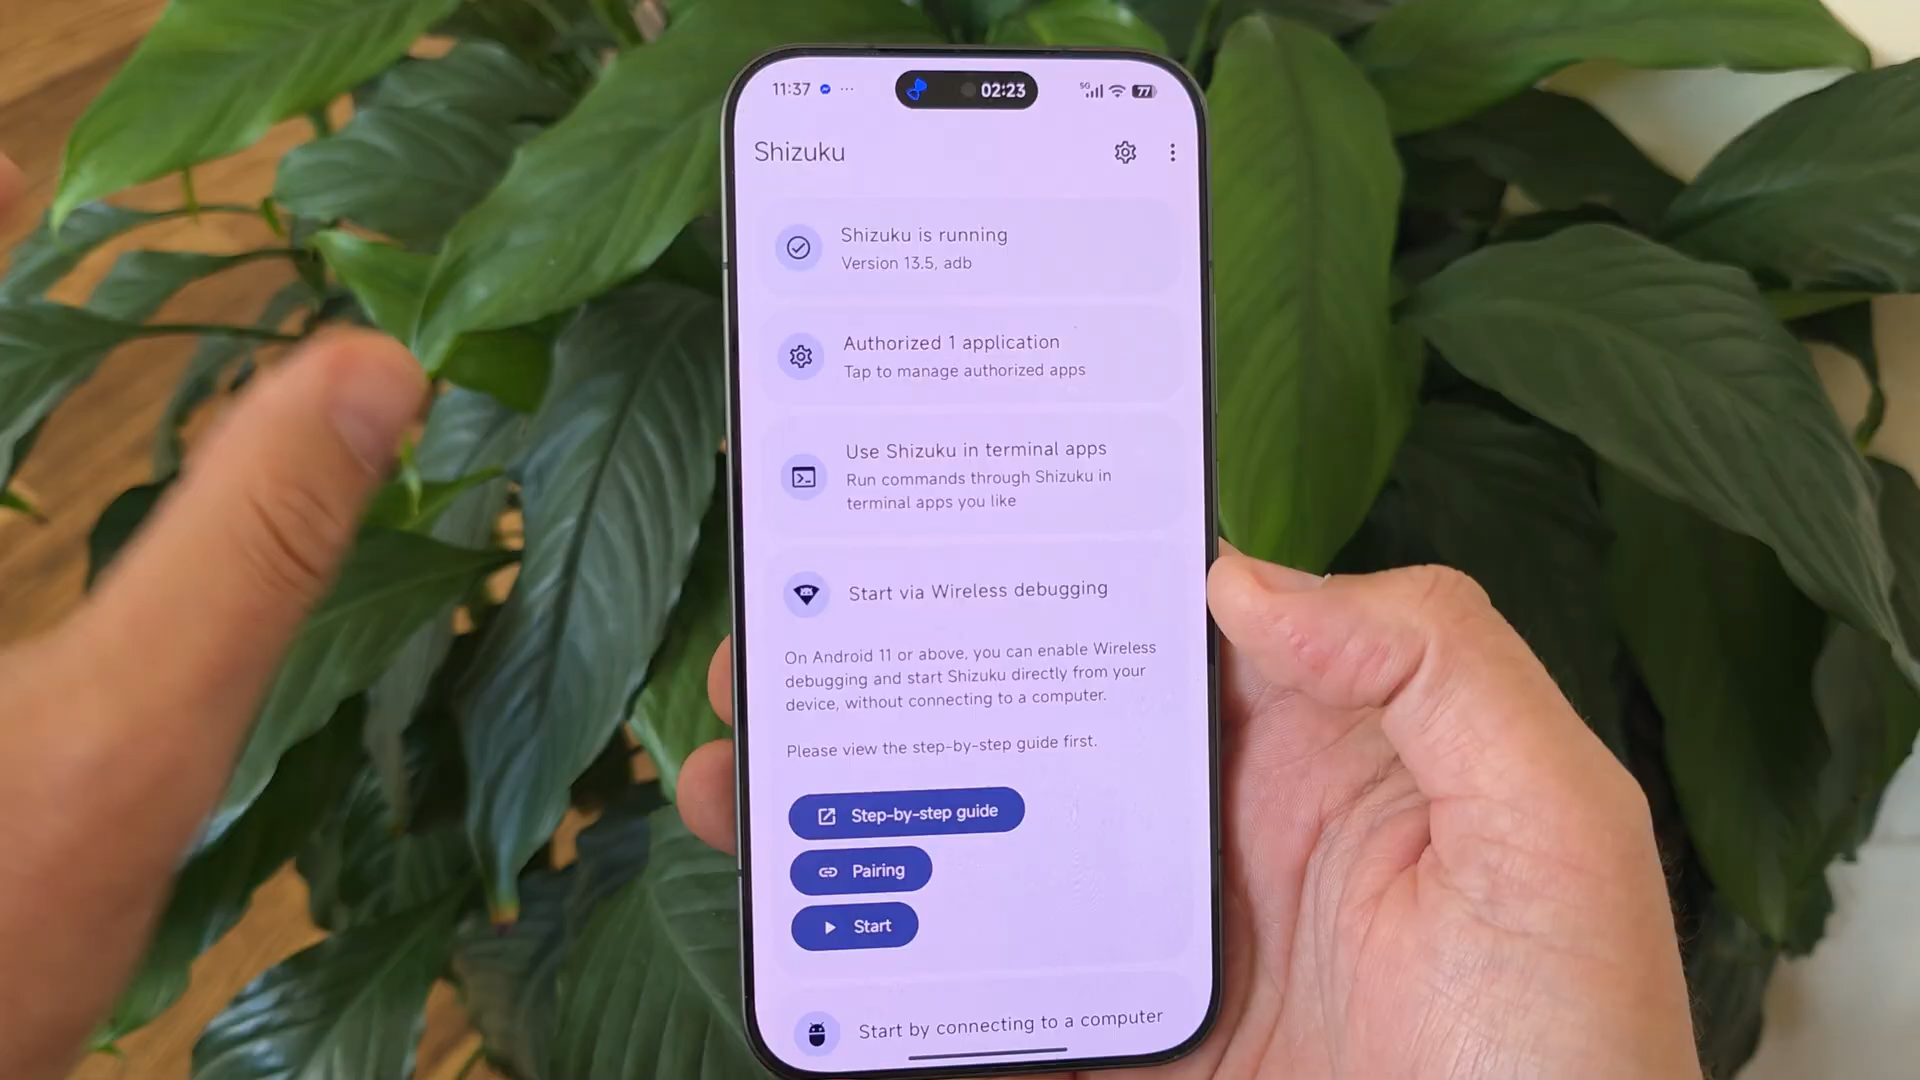 11:37
02:23
5G
77
Shizuku
Shizuku is running
Version 13.5, adb
Authorized 1 application
Tap to manage authorized apps
Use Shizuku in terminal apps
Run commands through Shizuku in
terminal apps you like
Start via Wireless debugging
On Android 11 or above, you can enable Wireless
debugging and start Shizuku directly from your
device, without connecting to a computer.
Please view the step-by-step guide first.
Step-by-step guide
Pairing
Start
Start by connecting to a computer